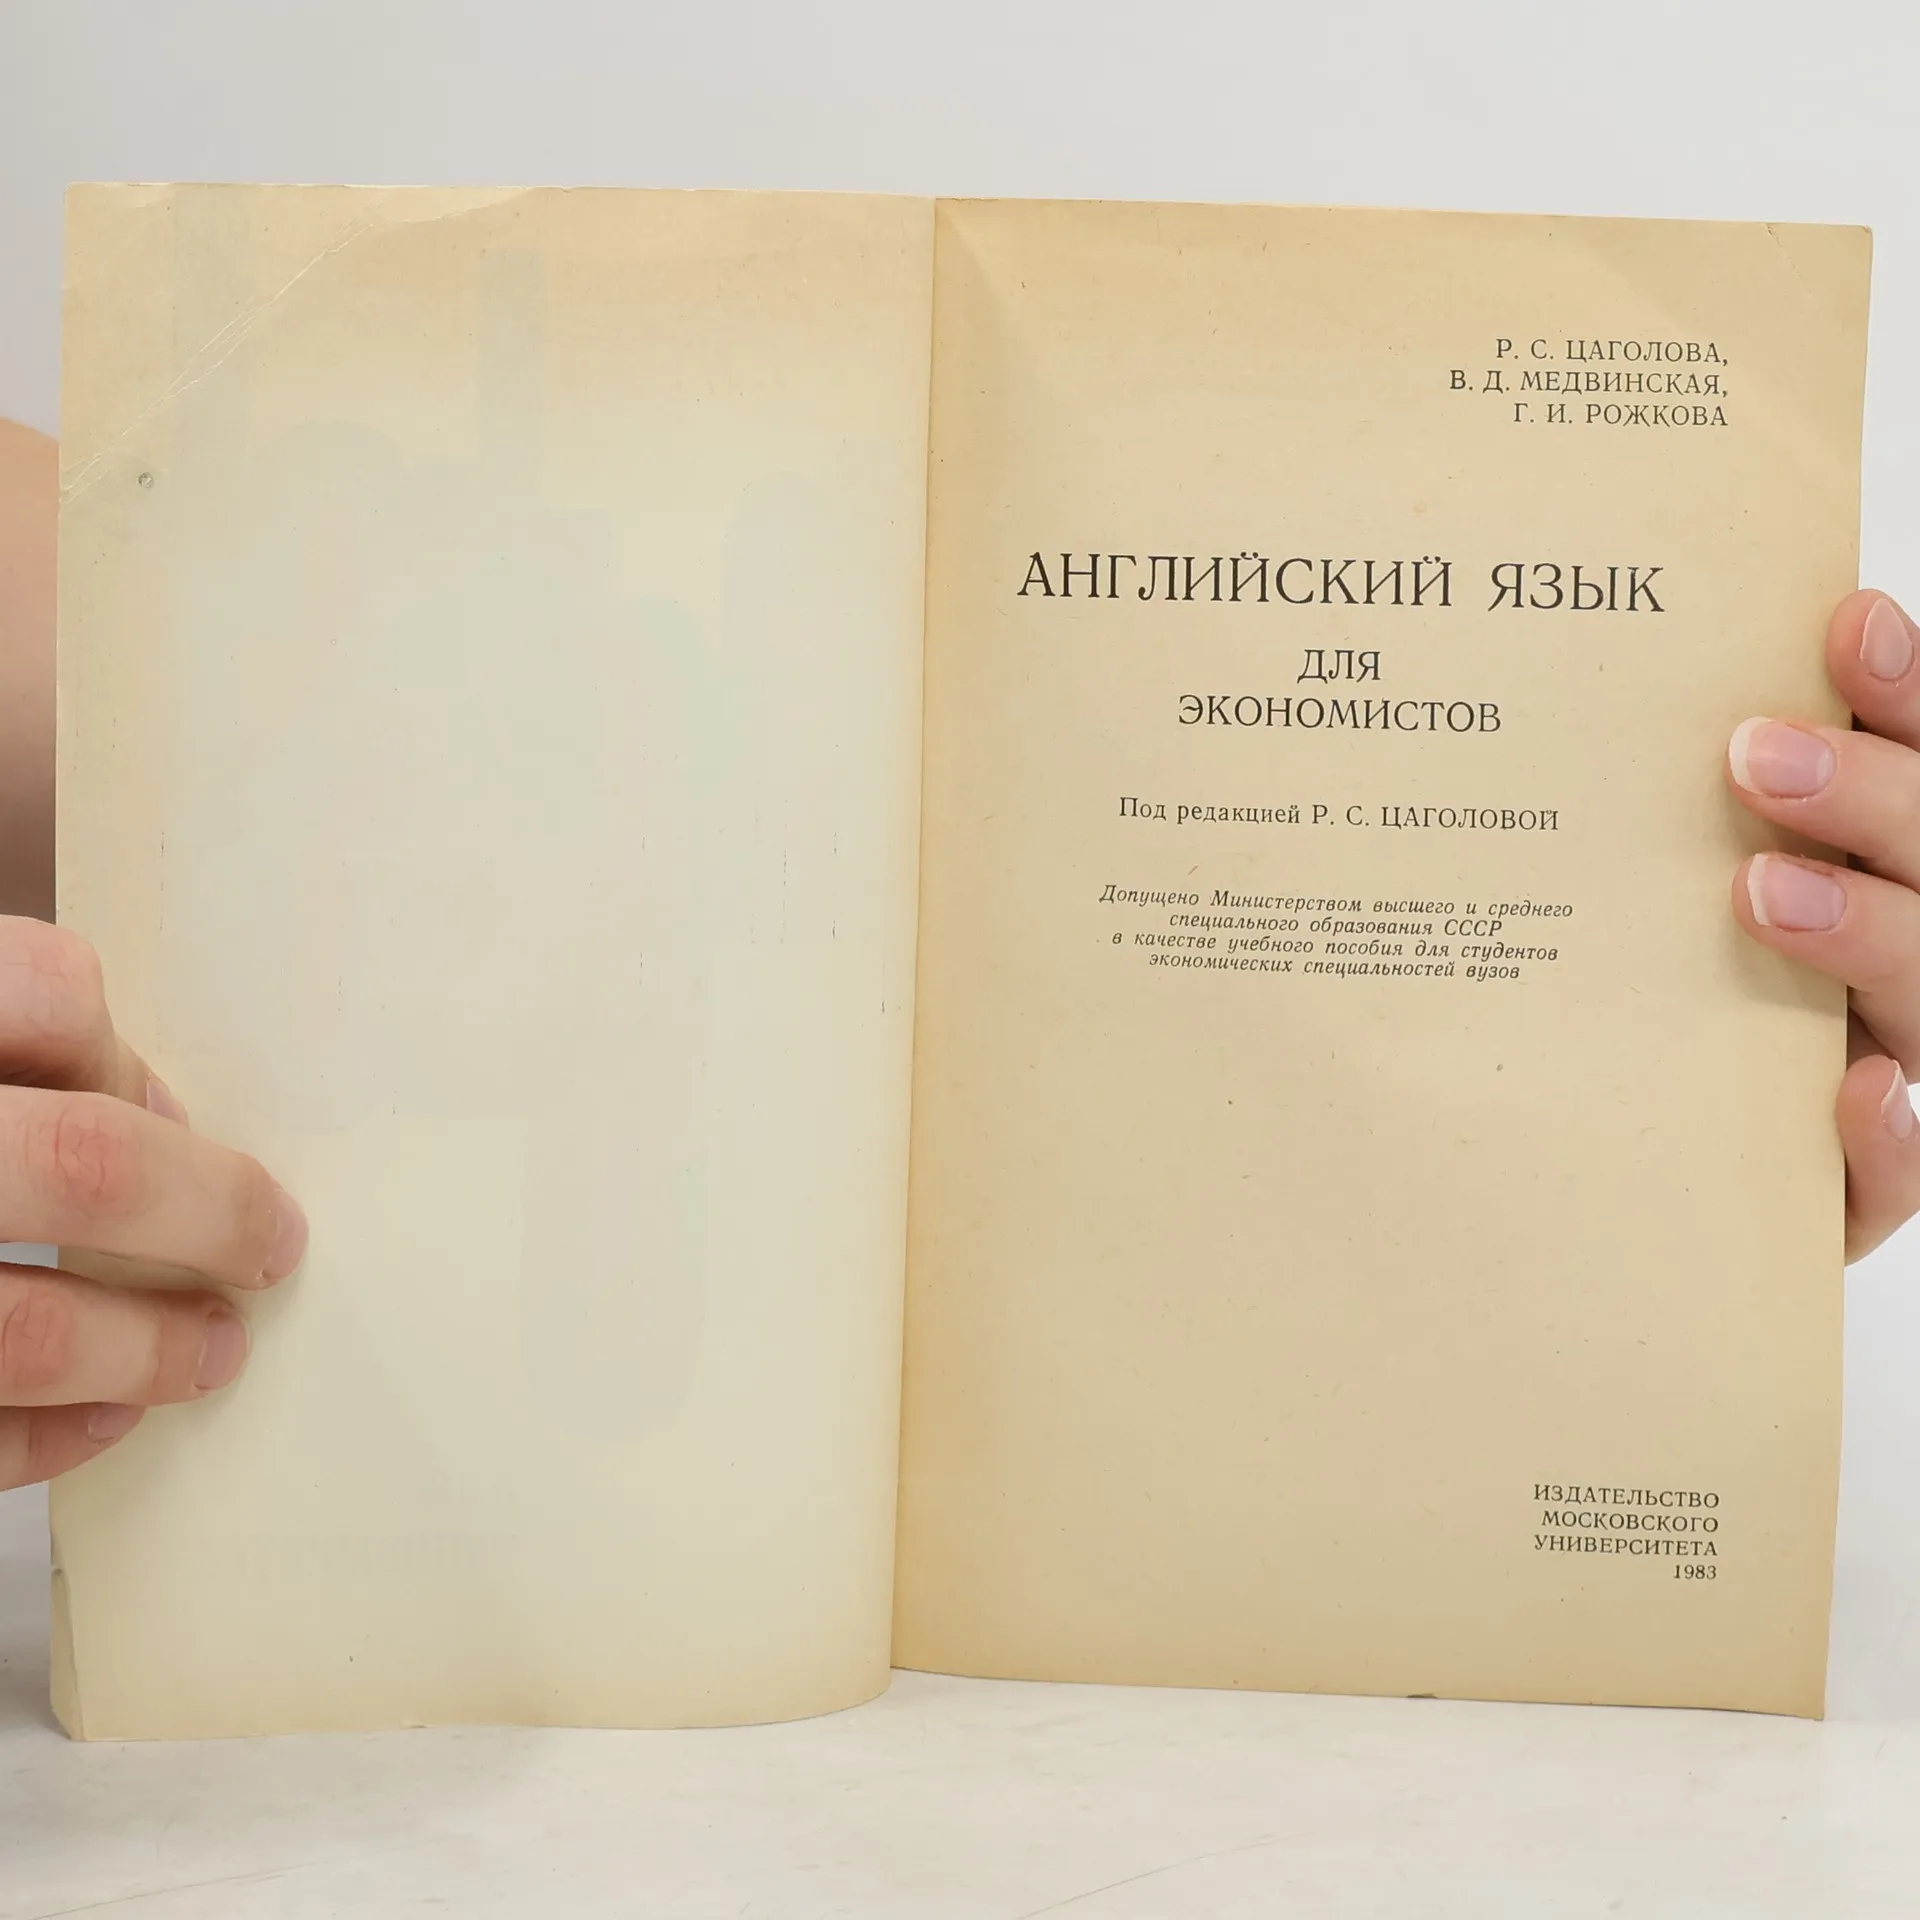 Р. С. ЦАГОЛОВА,
В. Д. МЕДВИНСКАЯ,
Г. И. РОЖКОВА
АНГЛИЙСКИЙ ЯЗЫК
ДЛЯ
ЭКОНОМИСТОВ
Под редакцией Р. С. ЦАГОЛОВОЙ
Допущено Министерством высшего и среднего
специального образования СССР
в качестве учебного пособия для студентов
экономических специальностей вузов
ИЗДАТЕЛЬСТВО
МОСКОВСКОГО
УНИВЕРСИТЕТА
1983